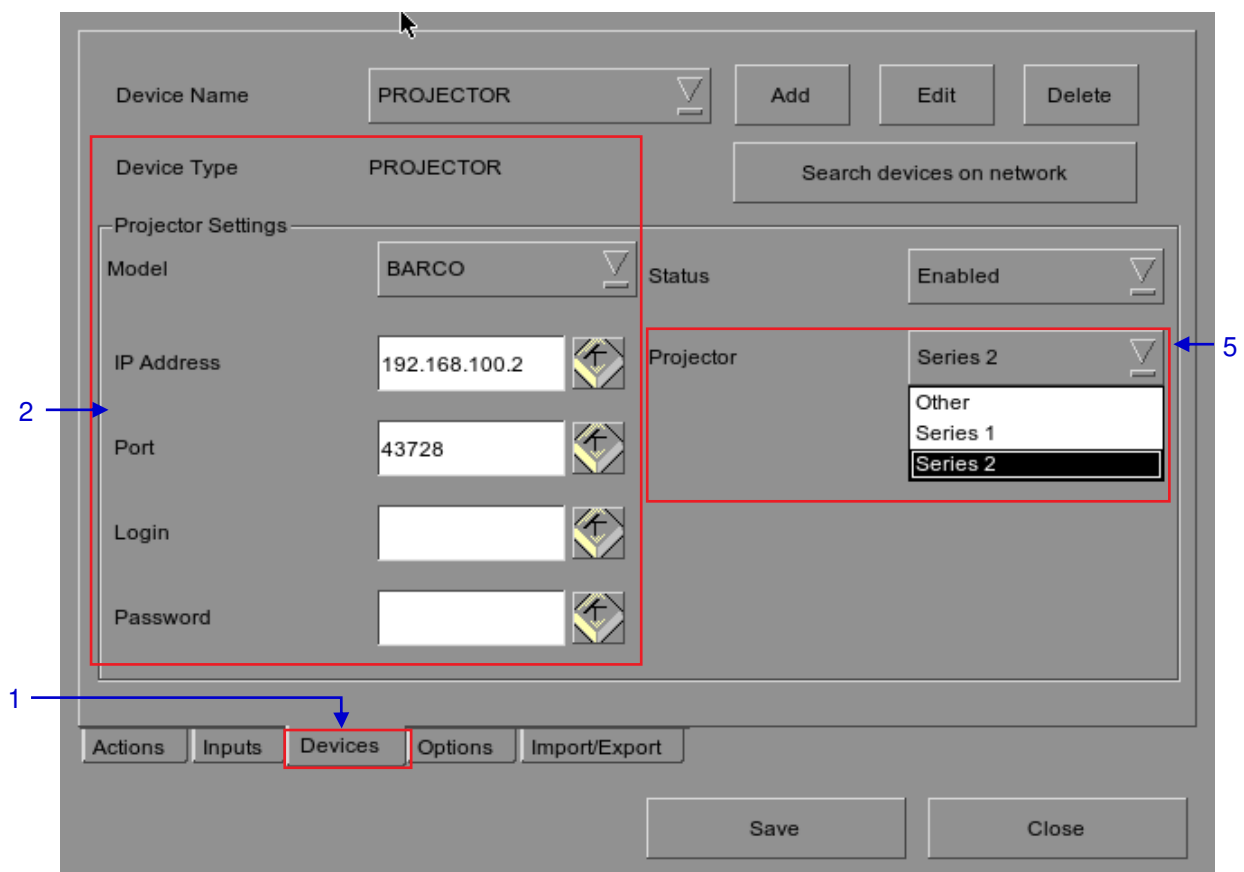 Device Name PROJECTOR Add Edit Delete
Device Type PROJECTOR Search devices on network
Projector Settings
Model BARCO Status Enabled
IP Address 192.168.100.2 Projector Series 2 5
Other
2 Series 1
Port 43728 Series 2
Login
Password
1
Actions Inputs Devices Options Import/Export
Save Close